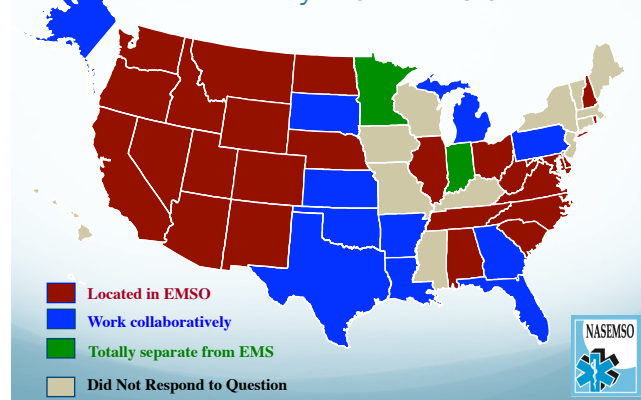 Located in EMSO
Work collaboratively
Totally separate from EMS
Did Not Respond to Question
NASEMSO